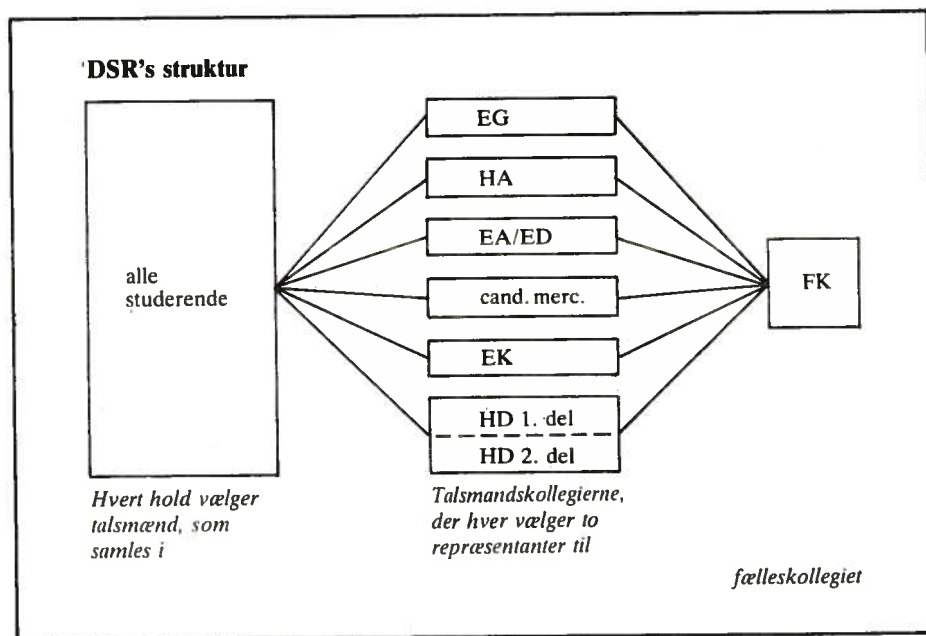 DSR's struktur
alle
studerende
EG
HA
EA/ED
cand. merc.
EK
HD 1. del
HD 2. del
FK
Hvert hold vælger
talsmænd, som
samles i
Talsmandskollegierne,
der hver vælger to
repræsentanter til
fælleskollegiet